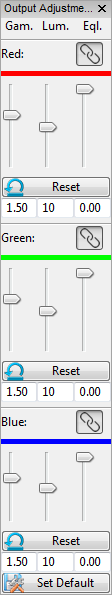 Output Adjustme... ×
Gam. Lum. Eql.
Red:
Reset
1.50 10 0.00
Green:
Reset
1.50 10 0.00
Blue:
Reset
1.50 10 0.00
Set Default